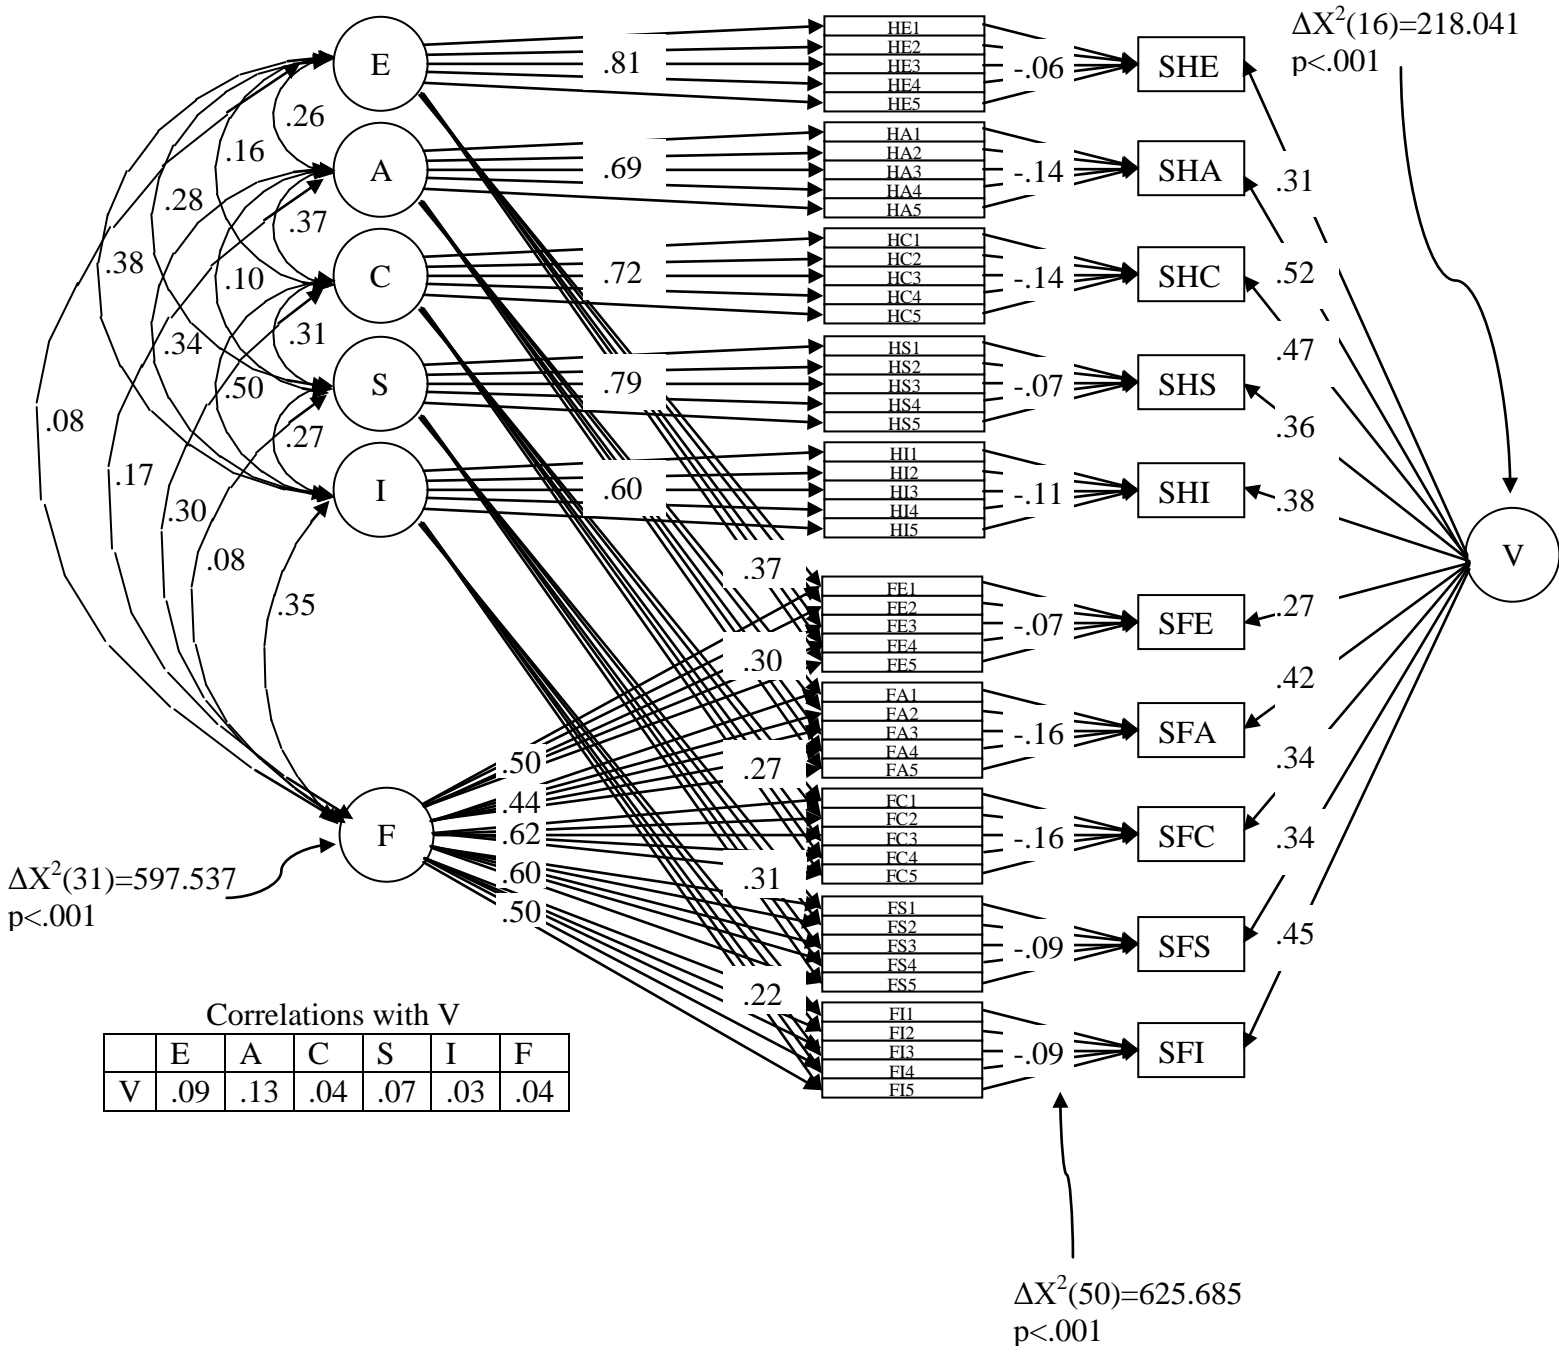 ΔX²(16)=218.041
p<.001
E
A
C
S
I
F
V
.26
.16
.28
.38
.37
.10
.34
.31
.50
.27
.08
.17
.30
.08
.35
.81
.69
.72
.79
.60
.37
.30
.27
.31
.22
.50
.44
.62
.60
.50
HE1
HE2
HE3
HE4
HE5
HA1
HA2
HA3
HA4
HA5
HC1
HC2
HC3
HC4
HC5
HS1
HS2
HS3
HS4
HS5
HI1
HI2
HI3
HI4
HI5
FE1
FE2
FE3
FE4
FE5
FA1
FA2
FA3
FA4
FA5
FC1
FC2
FC3
FC4
FC5
FS1
FS2
FS3
FS4
FS5
FI1
FI2
FI3
FI4
FI5
-.06
-.14
-.14
-.07
-.11
-.07
-.16
-.16
-.09
-.09
SHE
SHA
SHC
SHS
SHI
SFE
SFA
SFC
SFS
SFI
.31
.52
.47
.36
.38
.27
.42
.34
.34
.45
ΔX²(31)=597.537
p<.001
Correlations with V
E A C S I F
V .09 .13 .04 .07 .03 .04
ΔX²(50)=625.685
p<.001